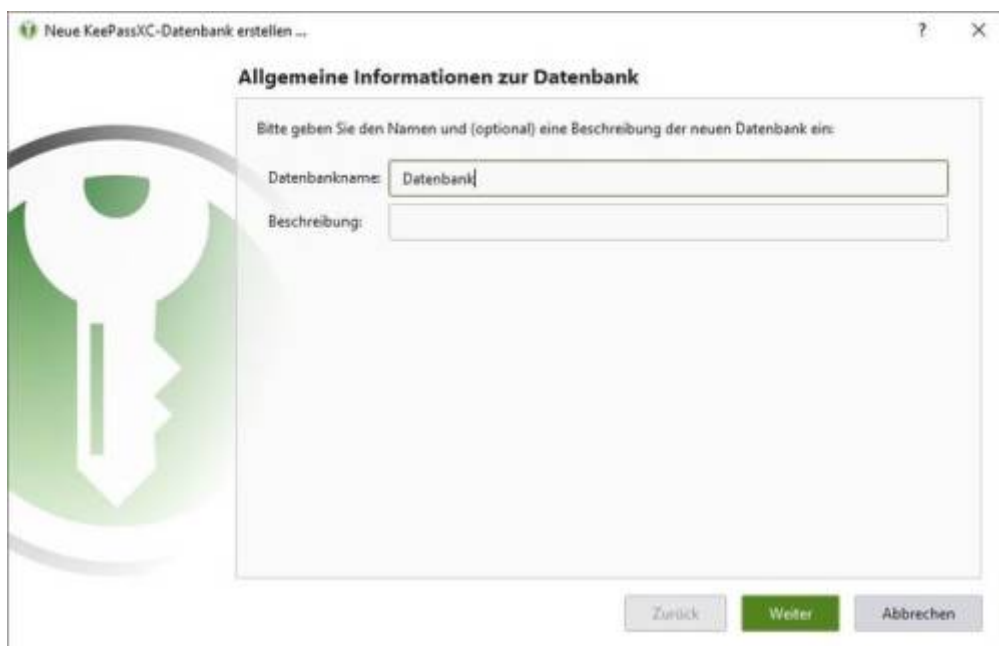 Neue KeePassXC-Datenbank erstellen ...
?
Allgemeine Informationen zur Datenbank
Bitte geben Sie den Namen und (optional) eine Beschreibung der neuen Datenbank ein:
Datenbankname: Datenbank
Beschreibung:
Zurück Weiter Abbrechen